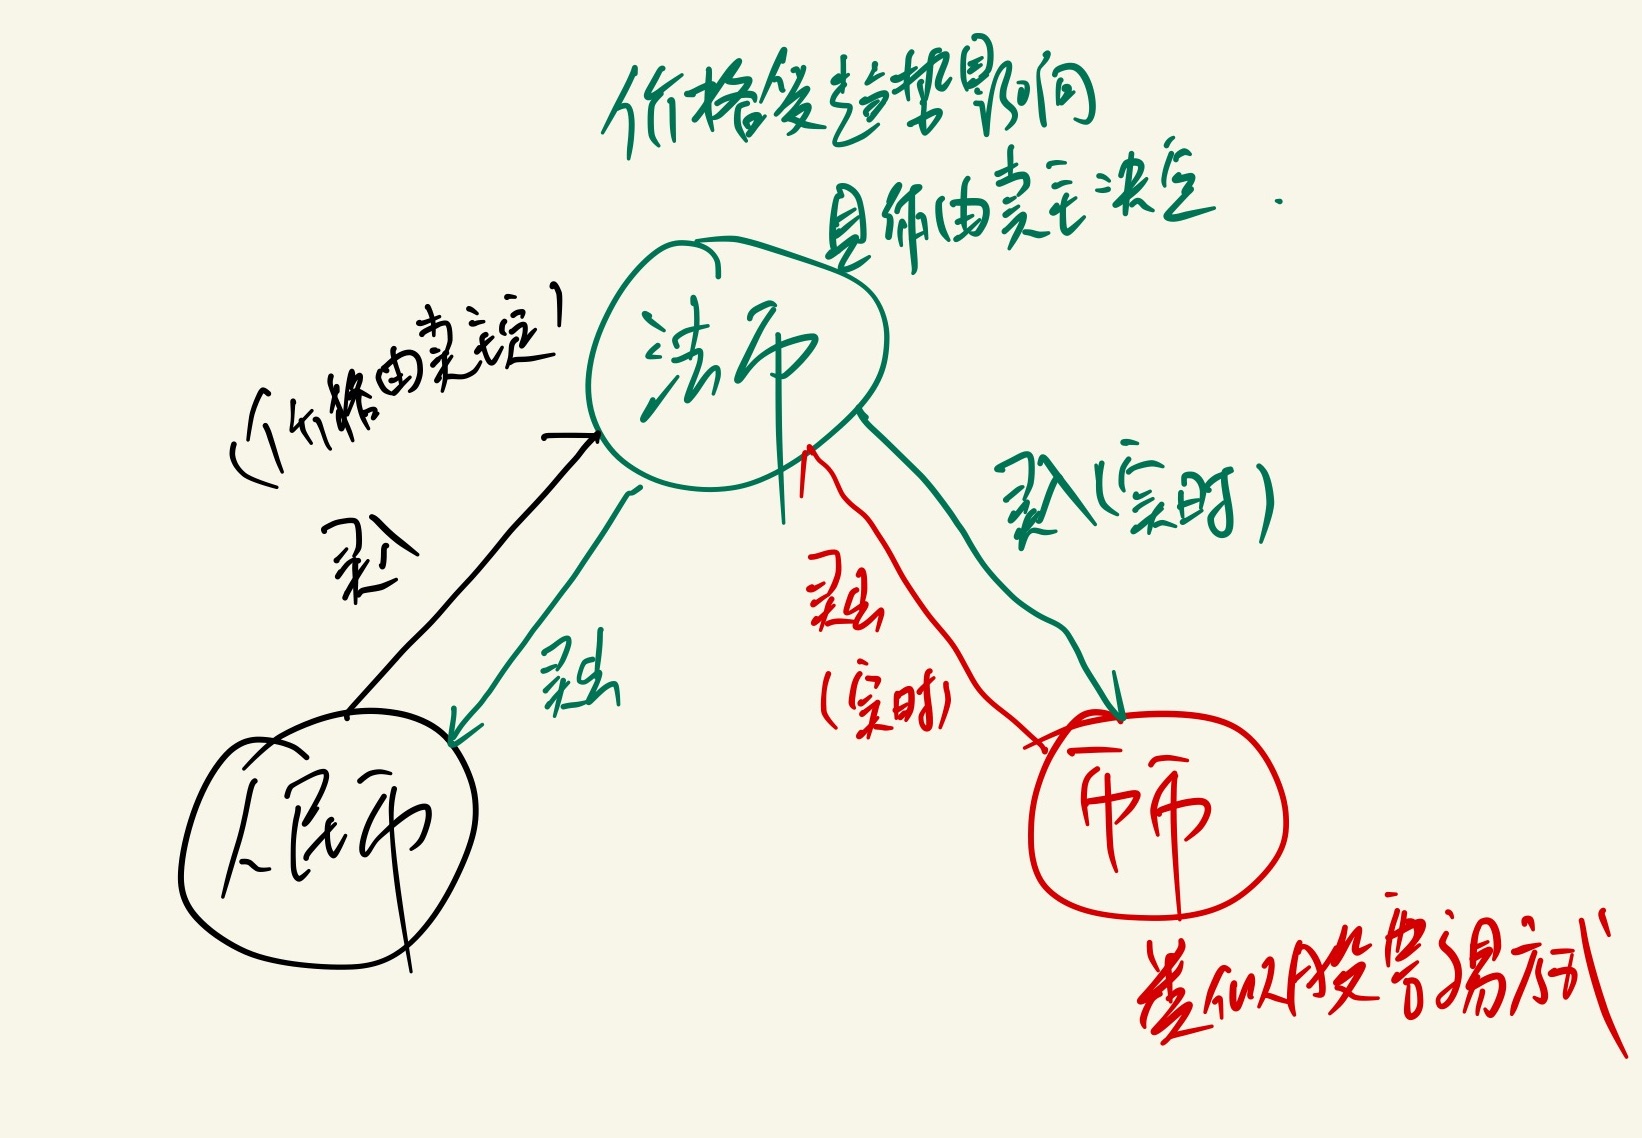 价格受趋势影响
具体由卖主决定.
(价格由卖主定)
法币
买入
买入(实时)
卖出
卖出
(实时)
人民币
币币
类似股票易方式